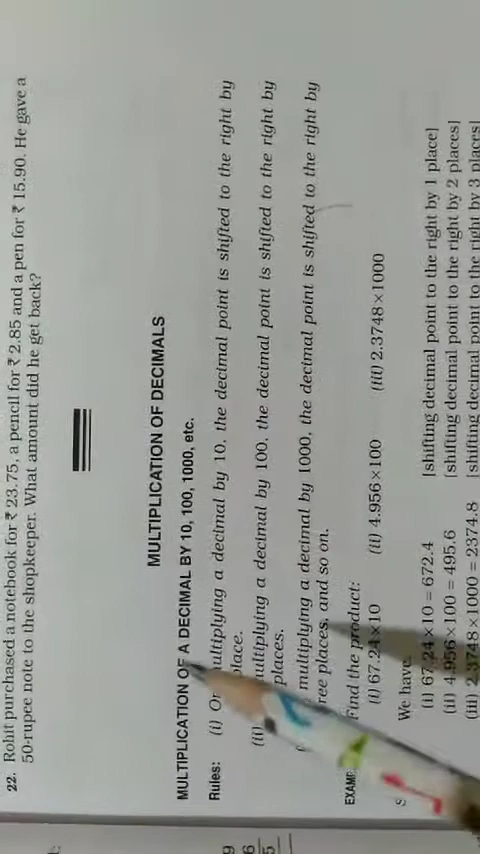 22. Rohit purchased a notebook for ₹ 23.75, a pencil for ₹ 2.85 and a pen for ₹ 15.90. He gave a
50-rupee note to the shopkeeper. What amount did he get back?
MULTIPLICATION OF DECIMALS
MULTIPLICATION OF A DECIMAL BY 10, 100, 1000, etc.
Rules: (i) On multiplying a decimal by 10, the decimal point is shifted to the right by
place.
(ii) multiplying a decimal by 100, the decimal point is shifted to the right by
places.
multiplying a decimal by 1000, the decimal point is shifted to the right by
ree places, and so on.
Find the product:
(i) 67.24×10 (ii) 4.956×100 (iii) 2.3748×1000
We have
(i) 67.24×10 = 672.4 [shifting decimal point to the right by 1 place]
(ii) 4.956×100 = 495.6 [shifting decimal point to the right by 2 places]
(iii) 2.3748×1000 = 2374.8 [shifting decimal point to the right by 3 places]
9
6
5